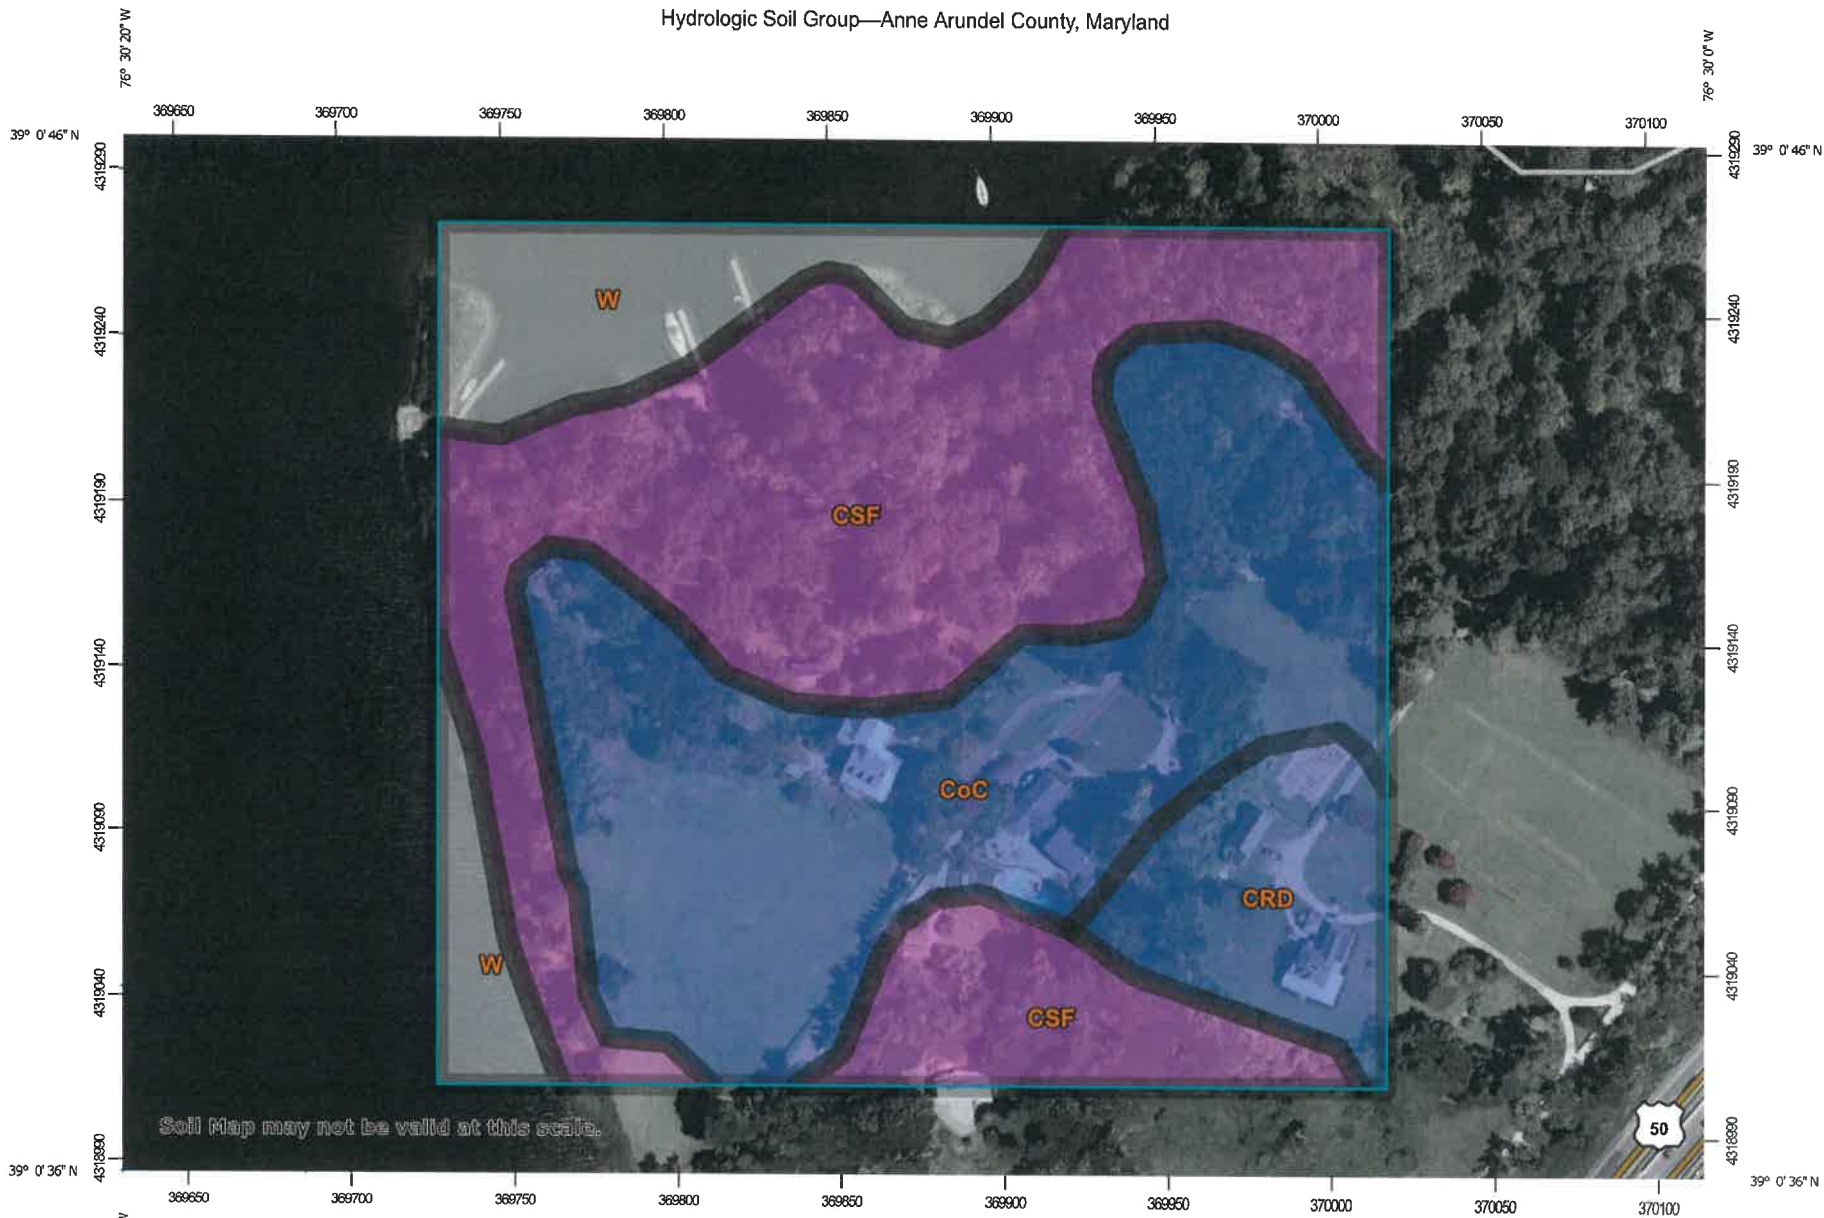 Hydrologic Soil Group—Anne Arundel County, Maryland
76° 30' 20" W
76° 30' 0" W
369650 369700 369750 369800 369850 369900 369950 370000 370050 370100
39° 0' 46" N
39° 0' 46" N
4319290
4319290
W
4319240
4319240
4319190
4319190
CSF
4319140
4319140
CoC
4319090
4319090
CRD
W
4319040
4319040
CSF
Soil Map may not be valid at this scale.
50
4318990
4318990
39° 0' 36" N
39° 0' 36" N
369650 369700 369750 369800 369850 369900 369950 370000 370050 370100